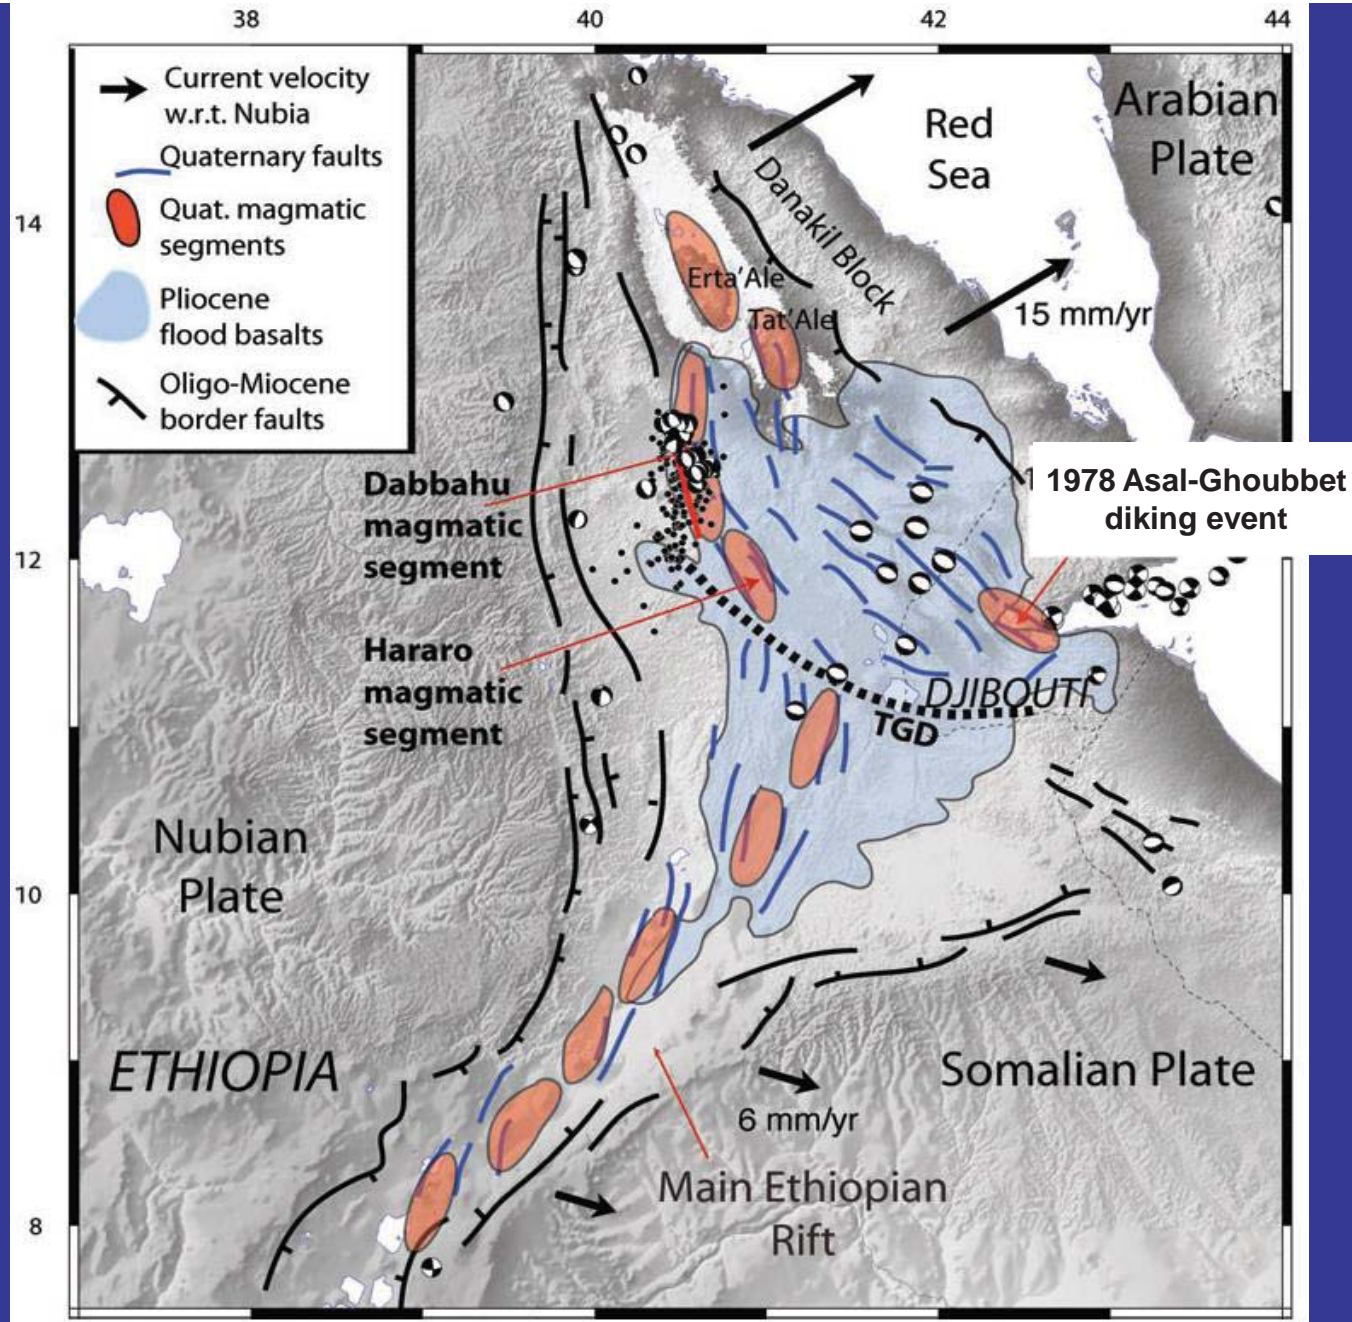 38
40
42
44
14
12
10
8
Current velocity
w.r.t. Nubia
Quaternary faults
Quat. magmatic
segments
Pliocene
flood basalts
Oligo-Miocene
border faults
Arabian
Plate
Red
Sea
Danakil Block
Erta'Ale
Tat'Ale
15 mm/yr
1978 Asal-Ghoubbet
diking event
Dabbahu
magmatic
segment
Hararo
magmatic
segment
DJIBOUTI
TGD
Nubian
Plate
ETHIOPIA
Somalian Plate
6 mm/yr
Main Ethiopian
Rift